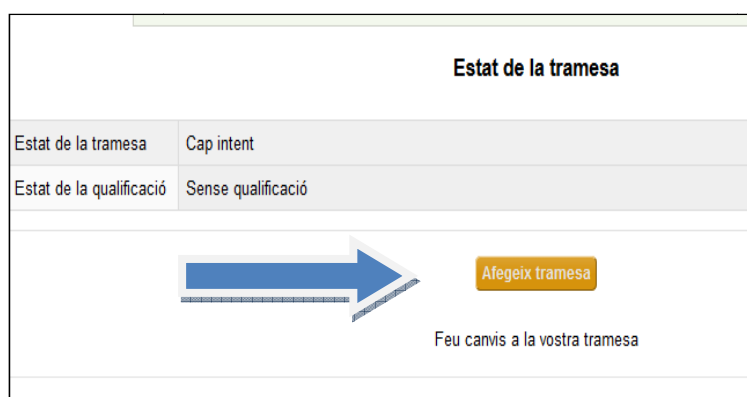 Estat de la tramesa
Estat de la tramesa Cap intent
Estat de la qualificació Sense qualificació
Afegeix tramesa
Feu canvis a la vostra tramesa